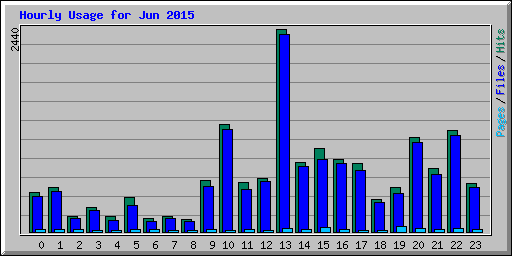 Hourly Usage for Jun 2015
2440
Pages/Files/Hits
0 1 2 3 4 5 6 7 8 9 10 11 12 13 14 15 16 17 18 19 20 21 22 23